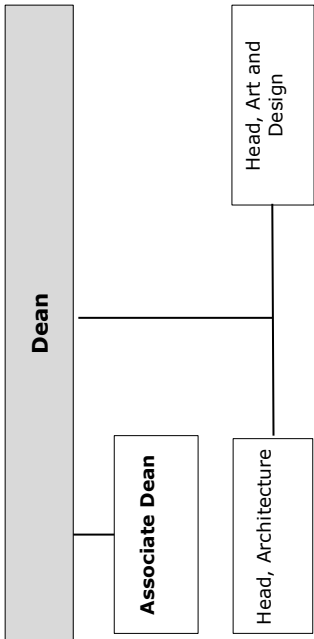 Dean
Associate Dean
Head, Architecture
Head, Art and
Design